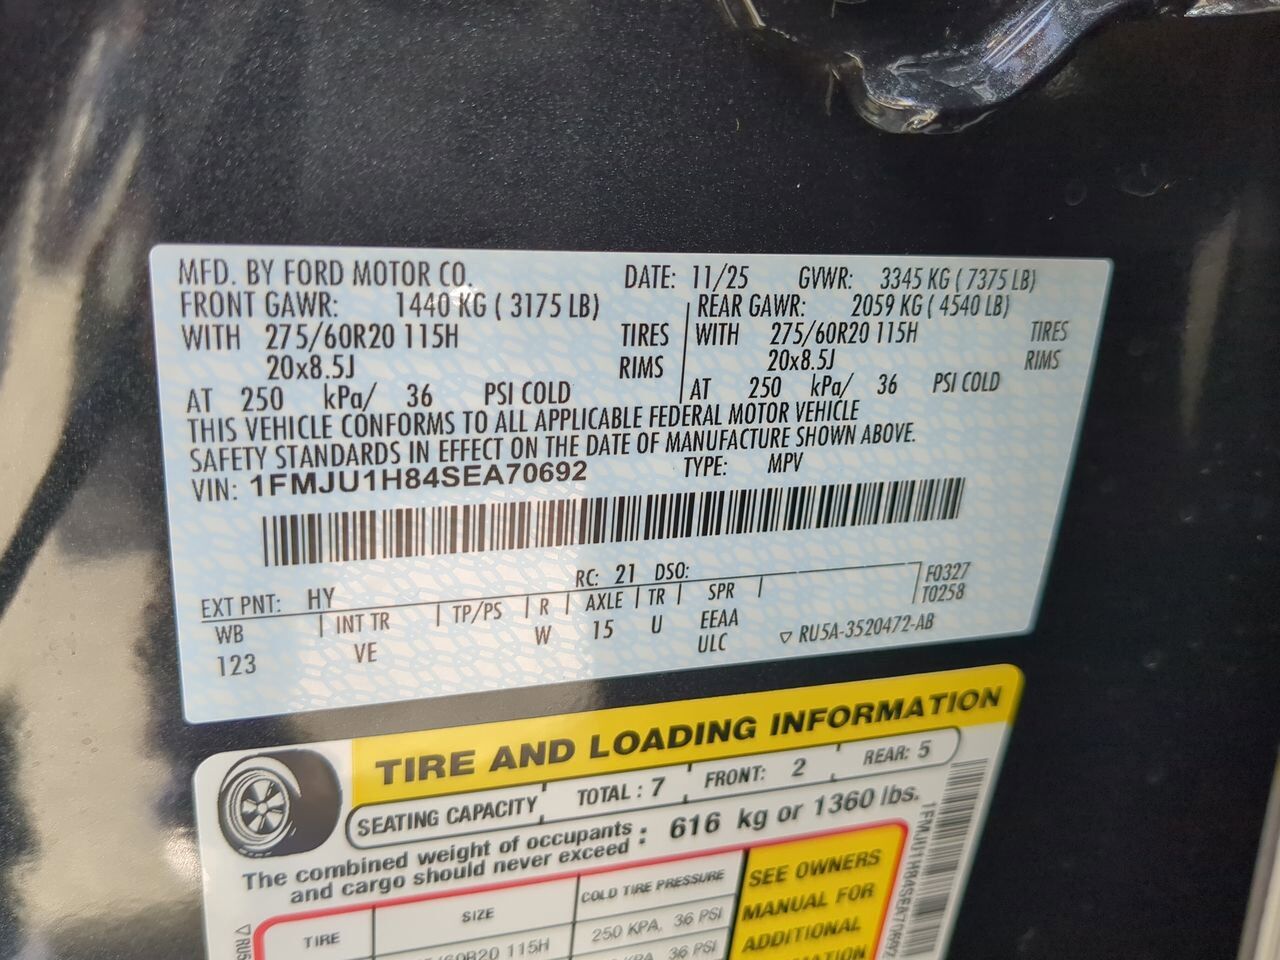 MFD. BY FORD MOTOR CO. DATE: 11/25 GVWR: 3345 KG ( 7375 LB)
FRONT GAWR: 1440 KG ( 3175 LB) REAR GAWR: 2059 KG ( 4540 LB)
WITH 275/60R20 115H TIRES WITH 275/60R20 115H TIRES
20x8.5J RIMS 20x8.5J RIMS
AT 250 kPa/ 36 PSI COLD AT 250 kPa/ 36 PSI COLD
THIS VEHICLE CONFORMS TO ALL APPLICABLE FEDERAL MOTOR VEHICLE
SAFETY STANDARDS IN EFFECT ON THE DATE OF MANUFACTURE SHOWN ABOVE.
VIN: 1FMJU1H84SEA70692 TYPE: MPV
EXT PNT: HY RC: 21 DSO: F0327
WB INT TR TP/PS R AXLE TR SPR T0258
123 VE W 15 U EEAA
ULC ▽ RU5A-3520472-AB
TIRE AND LOADING INFORMATION
SEATING CAPACITY TOTAL : 7 FRONT: 2 REAR: 5
The combined weight of occupants
and cargo should never exceed : 616 kg or 1360 lbs.
TIRE SIZE COLD TIRE PRESSURE
115H 250 KPA, 36 PSI
KPA, 36 PSI
SEE OWNERS
MANUAL FOR
ADDITIONAL
1FMJU1H84SEA70692
▽ RU5